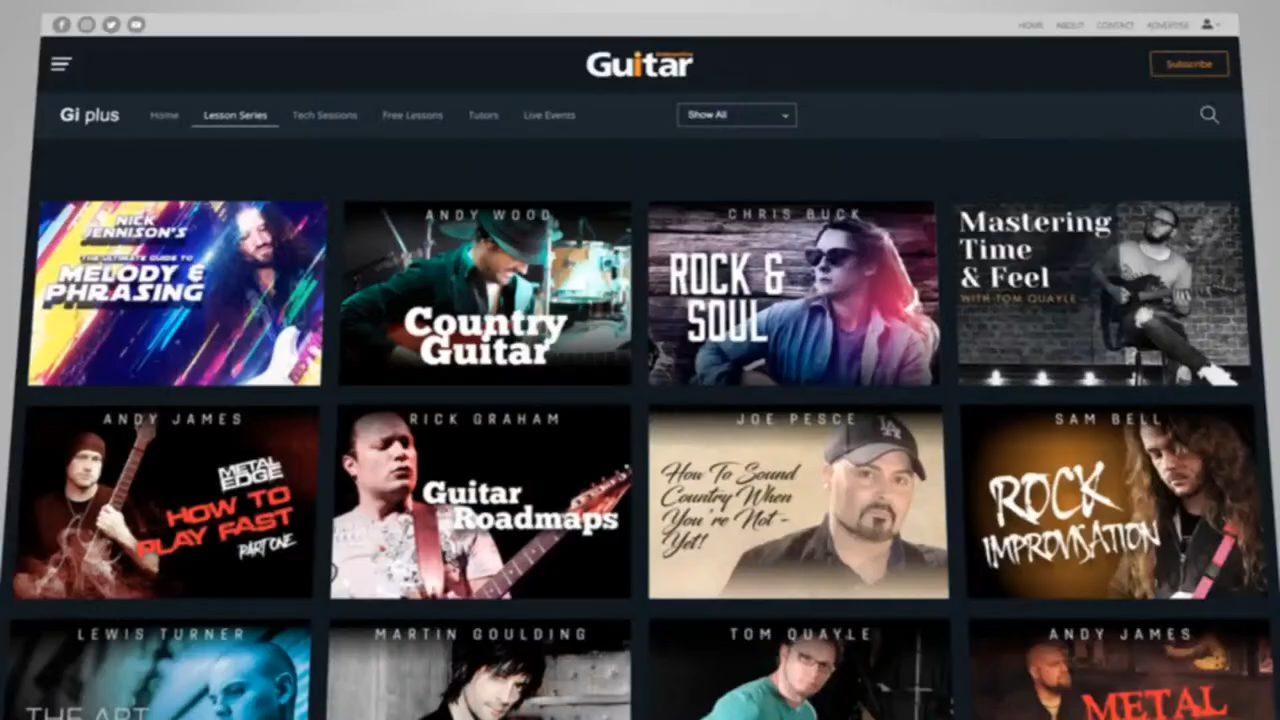 HOME ABOUT CONTACT ADVERTISE
Guitar
Subscribe
Gi plus Home Lesson Series Tech Sessions Free Lessons Tutors Live Events Show All
NICK
JENNISON'S
THE ULTIMATE GUIDE TO
MELODY &
PHRASING
ANDY WOOD
Country
Guitar
CHRIS BUCK
ROCK &
SOUL
Mastering
Time
& Feel
WITH TOM QUAYLE
ANDY JAMES
METAL
EDGE
HOW TO
PLAY FAST
PART ONE
RICK GRAHAM
Guitar
Roadmaps
JOE PESCE
How To Sound
Country When
You're Not -
Yet!
LA
SAM BELL
ROCK
IMPROVISATION
LEWIS TURNER
THE ART
MARTIN GOULDING
TOM QUAYLE
ANDY JAMES
METAL